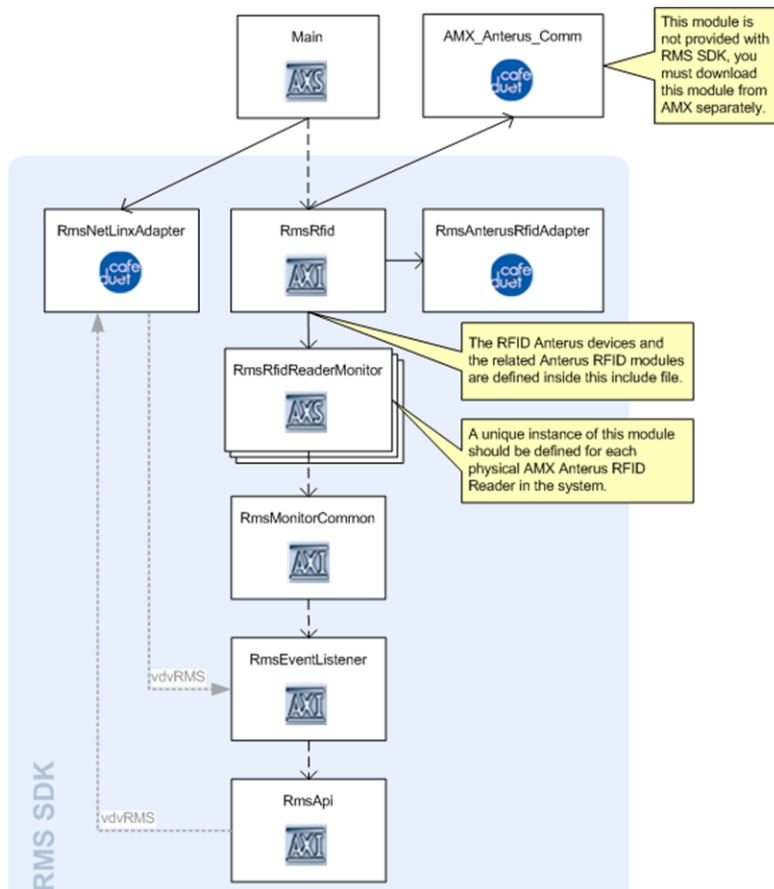 Main
AXS
AMX_Anterus_Comm
cafe
duet
This module
is not provided with
RMS SDK, you
must download
this module from
AMX separately.
RmsNetLinxAdapter
cafe
duet
RmsRfid
AXI
RmsAnterusRfidAdapter
cafe
duet
The RFID Anterus devices and
the related Anterus RFID modules
are defined inside this include file.
RmsRfidReaderMonitor
AXS
A unique instance of this module
should be defined for each
physical AMX Anterus RFID
Reader in the system.
RmsMonitorCommon
AXI
RmsEventListener
AXI
vdvRMS
RmsApi
AXI
vdvRMS
RMS SDK